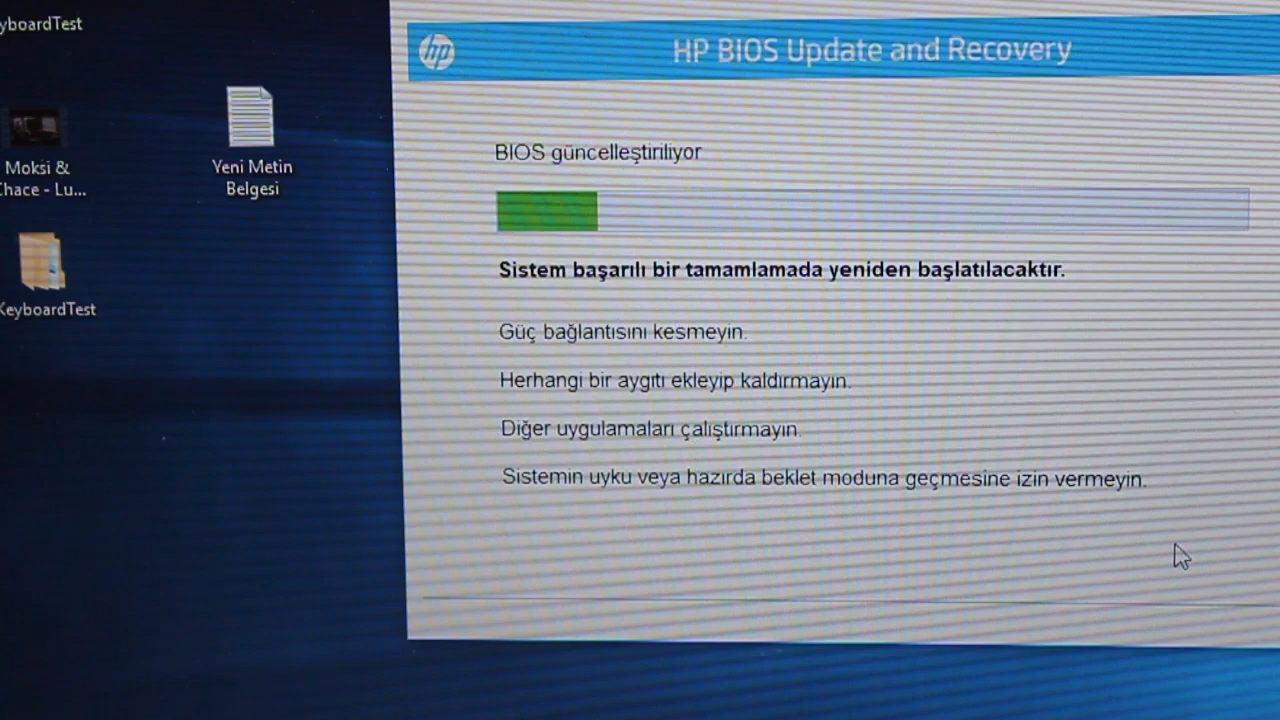 yboardTest
hp
HP BIOS Update and Recovery
Moksi &
Chace - Lu...
Yeni Metin
Belgesi
KeyboardTest
BIOS güncelleştiriliyor
Sistem başarılı bir tamamlamada yeniden başlatılacaktır.
Güç bağlantısını kesmeyin.
Herhangi bir aygıtı ekleyip kaldırmayın.
Diğer uygulamaları çalıştırmayın.
Sistemin uyku veya hazırda beklet moduna geçmesine izin vermeyin.